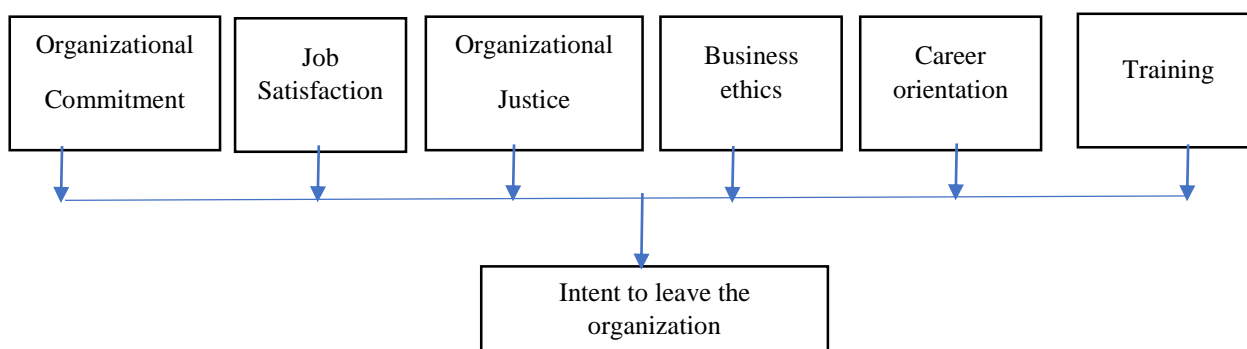 Organizational
Commitment
Job
Satisfaction
Organizational
Justice
Business
ethics
Career
orientation
Training
Intent to leave the
organization